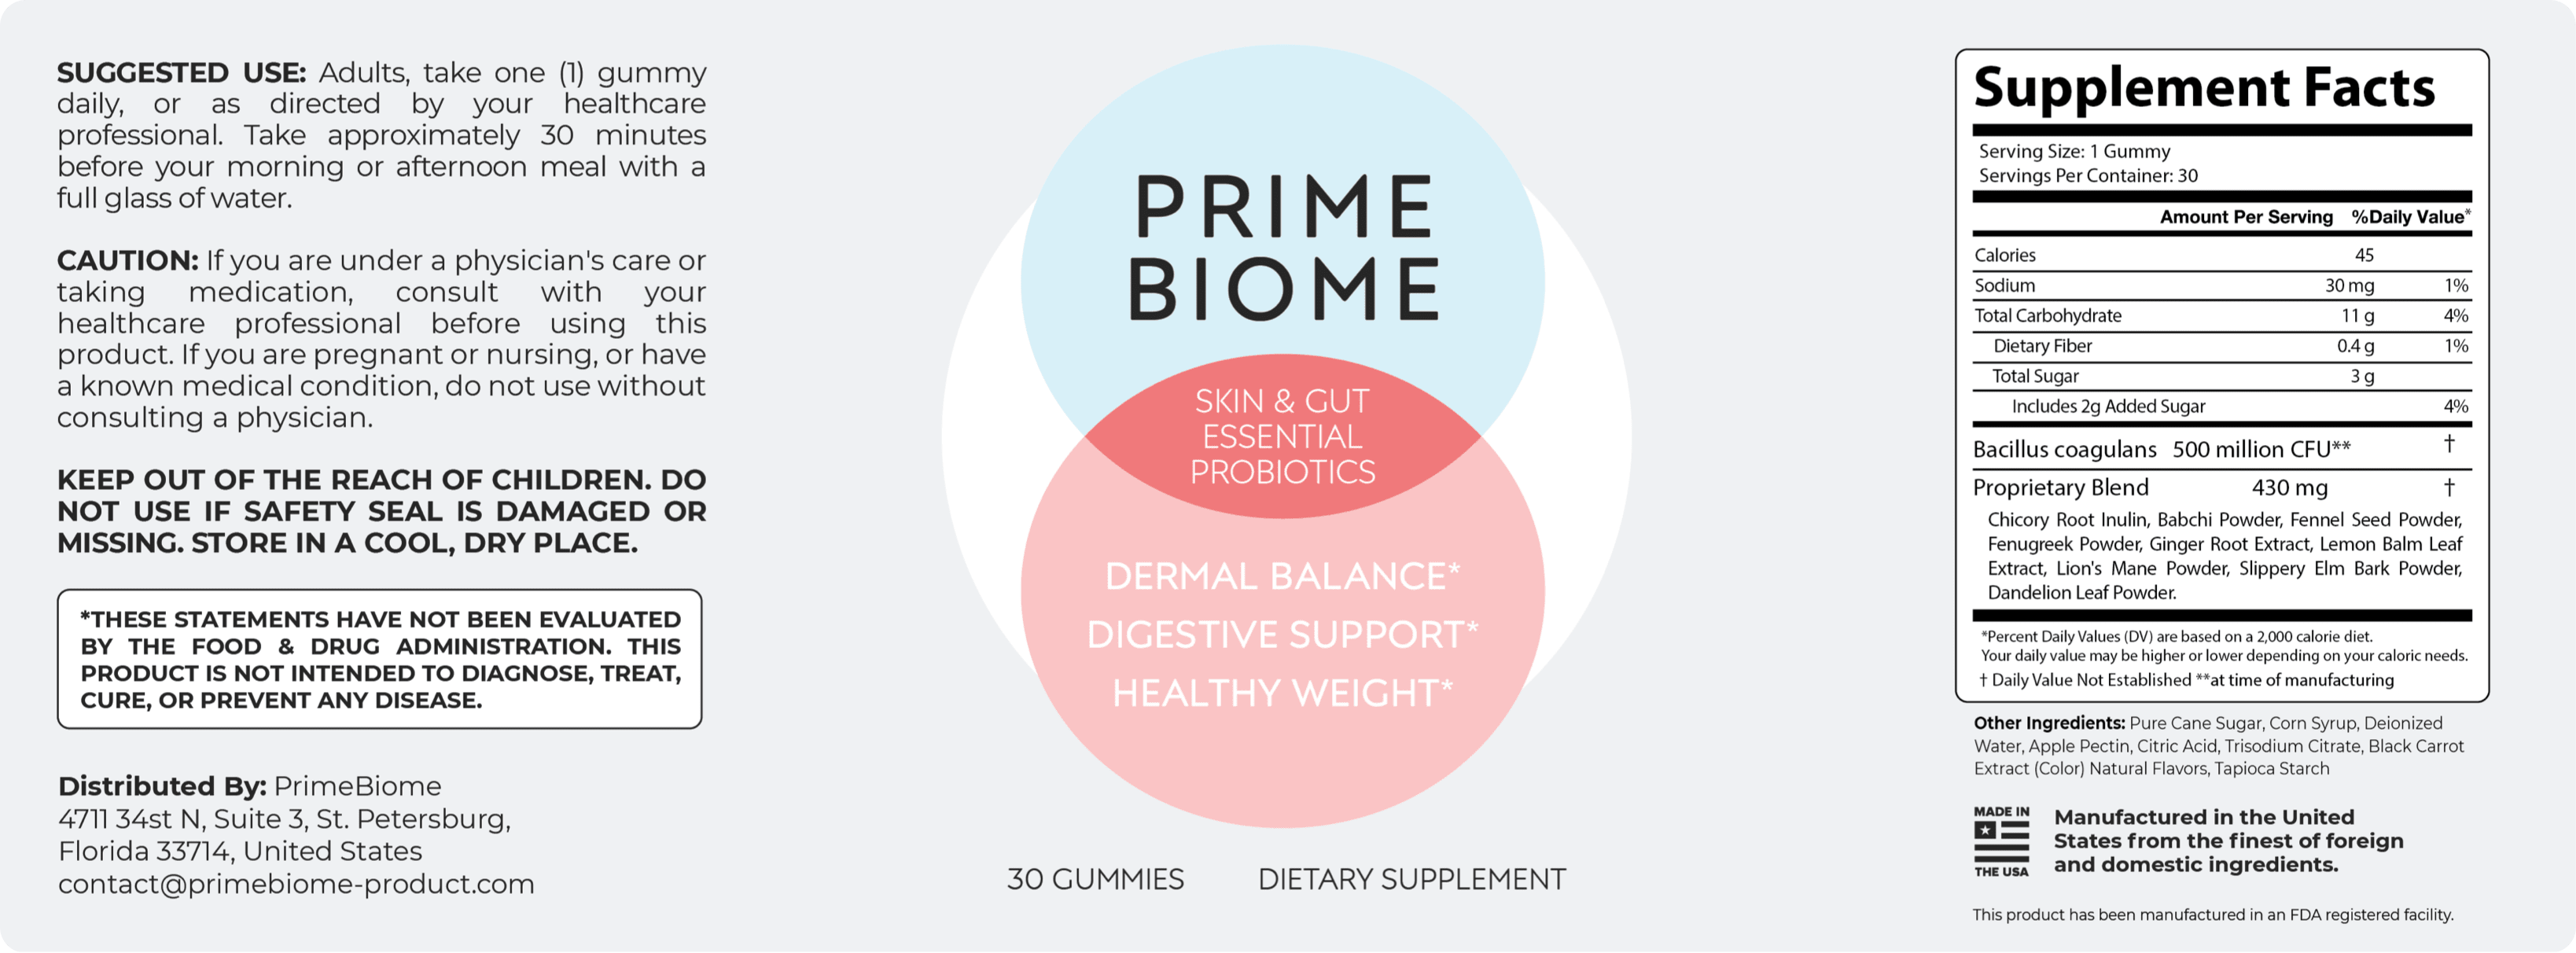 SUGGESTED USE: Adults, take one (1) gummy
daily, or as directed by your healthcare
professional. Take approximately 30 minutes
before your morning or afternoon meal with a
full glass of water.
CAUTION: If you are under a physician's care or
taking medication, consult with your
healthcare professional before using this
product. If you are pregnant or nursing, or have
a known medical condition, do not use without
consulting a physician.
KEEP OUT OF THE REACH OF CHILDREN. DO
NOT USE IF SAFETY SEAL IS DAMAGED OR
MISSING. STORE IN A COOL, DRY PLACE.
*THESE STATEMENTS HAVE NOT BEEN EVALUATED
BY THE FOOD & DRUG ADMINISTRATION. THIS
PRODUCT IS NOT INTENDED TO DIAGNOSE, TREAT,
CURE, OR PREVENT ANY DISEASE.
Distributed By: PrimeBiome
4711 34st N, Suite 3, St. Petersburg,
Florida 33714, United States
contact@primebiome-product.com
PRIME
BIOME
SKIN & GUT
ESSENTIAL
PROBIOTICS
DERMAL BALANCE*
DIGESTIVE SUPPORT*
HEALTHY WEIGHT*
30 GUMMIES DIETARY SUPPLEMENT
Supplement Facts
Serving Size: 1 Gummy
Servings Per Container: 30
Amount Per Serving %Daily Value*
Calories 45
Sodium 30 mg 1%
Total Carbohydrate 11 g 4%
Dietary Fiber 0.4 g 1%
Total Sugar 3 g
Includes 2g Added Sugar 4%
Bacillus coagulans 500 million CFU** †
Proprietary Blend 430 mg †
Chicory Root Inulin, Babchi Powder, Fennel Seed Powder,
Fenugreek Powder, Ginger Root Extract, Lemon Balm Leaf
Extract, Lion's Mane Powder, Slippery Elm Bark Powder,
Dandelion Leaf Powder.
*Percent Daily Values (DV) are based on a 2,000 calorie diet.
Your daily value may be higher or lower depending on your caloric needs.
† Daily Value Not Established **at time of manufacturing
Other Ingredients: Pure Cane Sugar, Corn Syrup, Deionized
Water, Apple Pectin, Citric Acid, Trisodium Citrate, Black Carrot
Extract (Color) Natural Flavors, Tapioca Starch
MADE IN
THE USA
Manufactured in the United
States from the finest of foreign
and domestic ingredients.
This product has been manufactured in an FDA registered facility.